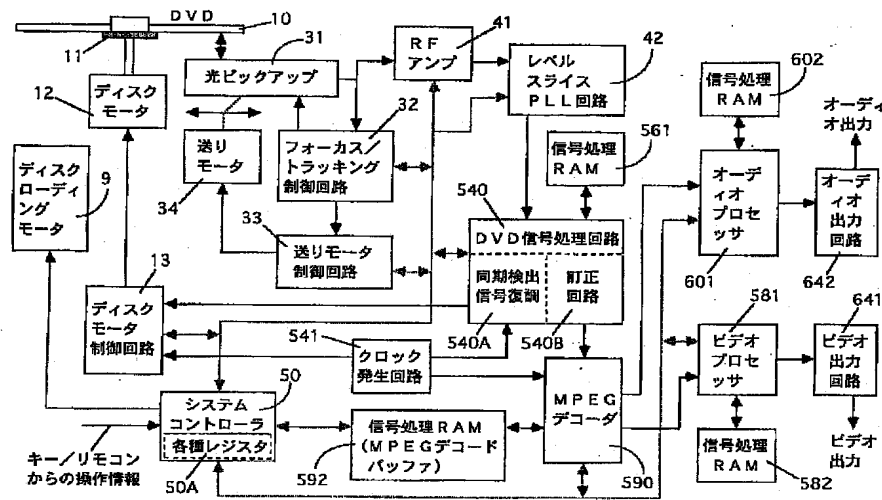 DVD
10
11
31
光ピックアップ
12
ディスク
モータ
41
RF
アンプ
42
レベル
スライス
PLL回路
602
信号処理
RAM
オーディ
オ出力
32
フォーカス/
トラッキング
制御回路
送り
モータ
34
561
信号処理
RAM
ディスク
ローディ
ング
モータ
9
33
送りモータ
制御回路
540
DVD信号処理回路
同期検出
信号復調
訂正
回路
540A
540B
オーデ
ィオ
プロセ
ッサ
601
オーデ
ィオ
出力
回路
642
13
ディスク
モータ
制御回路
541
クロック
発生回路
581
ビデオ
プロセ
ッサ
641
ビデオ
出力
回路
システム
コントローラ
50
各種レジスタ
50A
キー/リモコン
からの操作情報
信号処理RAM
(MPEGデコード
バッファ)
592
MPEG
デコーダ
590
信号処理
RAM
582
ビデオ
出力